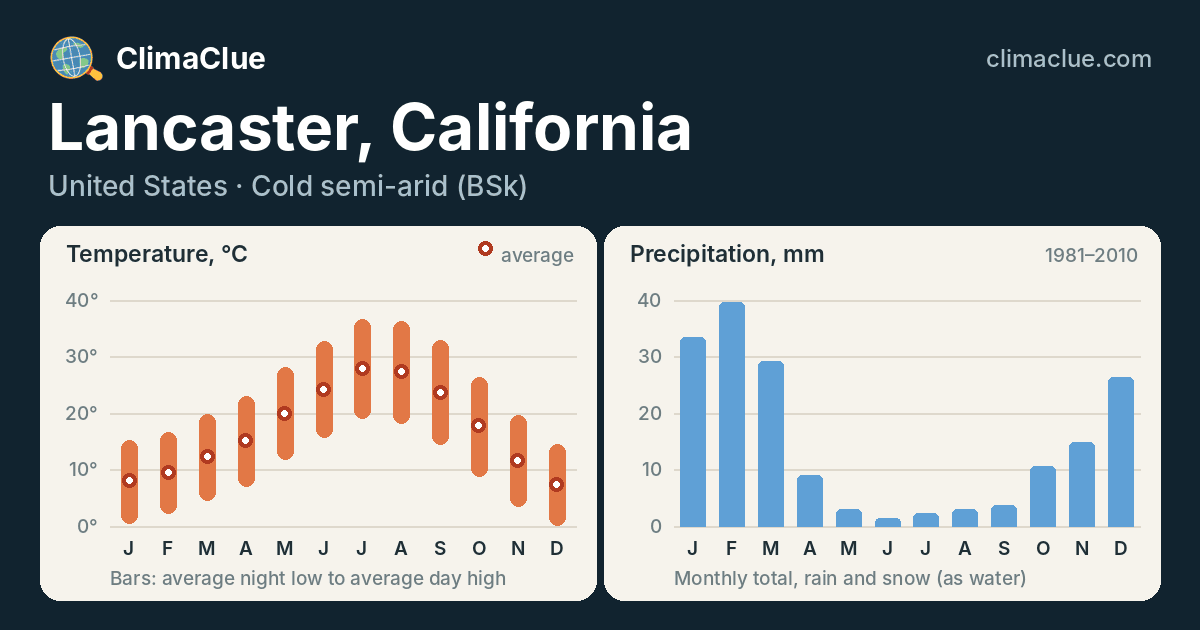 ClimaClue
climaclue.com
Lancaster, California
United States · Cold semi-arid (BSk)
Temperature, °C
average
40°
30°
20°
10°
0°
J F M A M J J A S O N D
Bars: average night low to average day high
Precipitation, mm
1981–2010
40
30
20
10
0
J F M A M J J A S O N D
Monthly total, rain and snow (as water)